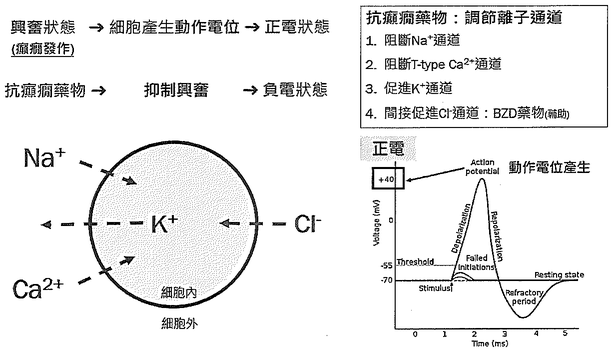 興奮狀態 → 細胞產生動作電位 → 正電狀態
(癲癇發作)
抗癲癇藥物 → 抑制興奮 → 負電狀態
Na⁺
K⁺
Cl⁻
Ca²⁺
細胞內
細胞外
抗癲癇藥物：調節離子通道
1. 阻斷Na⁺通道
2. 阻斷T-type Ca²⁺通道
3. 促進K⁺通道
4. 間接促進Cl⁻通道：BZD藥物(輔助)
正電
Action potential
動作電位產生
+40
Voltage (mV)
Depolarization
Repolarization
0
Threshold
-55
Failed initiations
-70
Resting state
Stimulus
Refractory period
0 1 2 3 4 5
Time (ms)